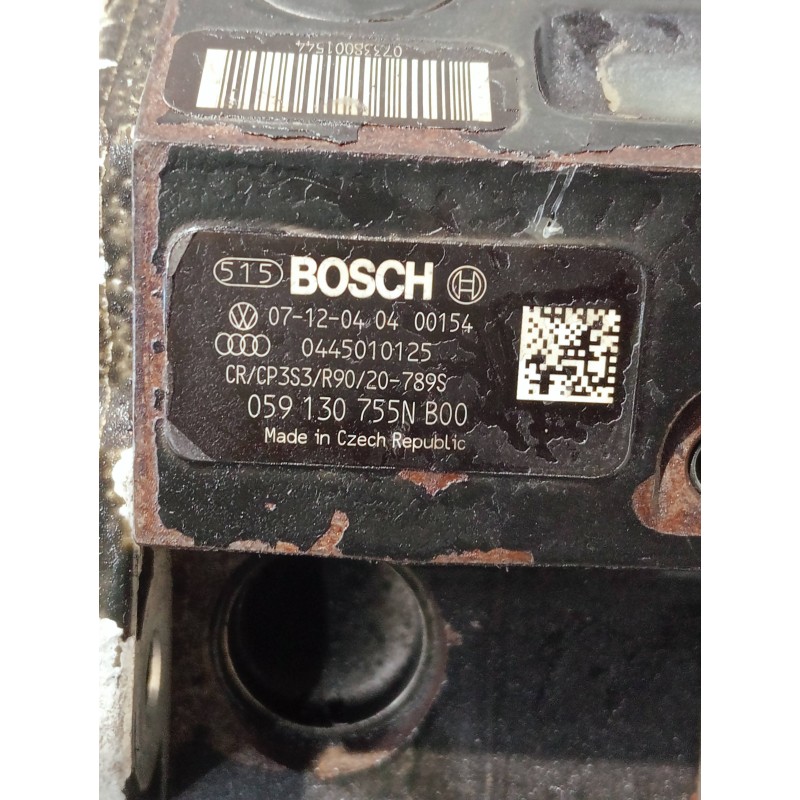 07338001544
515 BOSCH
07-12-04 04 00154
0445010125
CR/CP3S3/R90/20-789S
059 130 755N B00
Made in Czech Republic